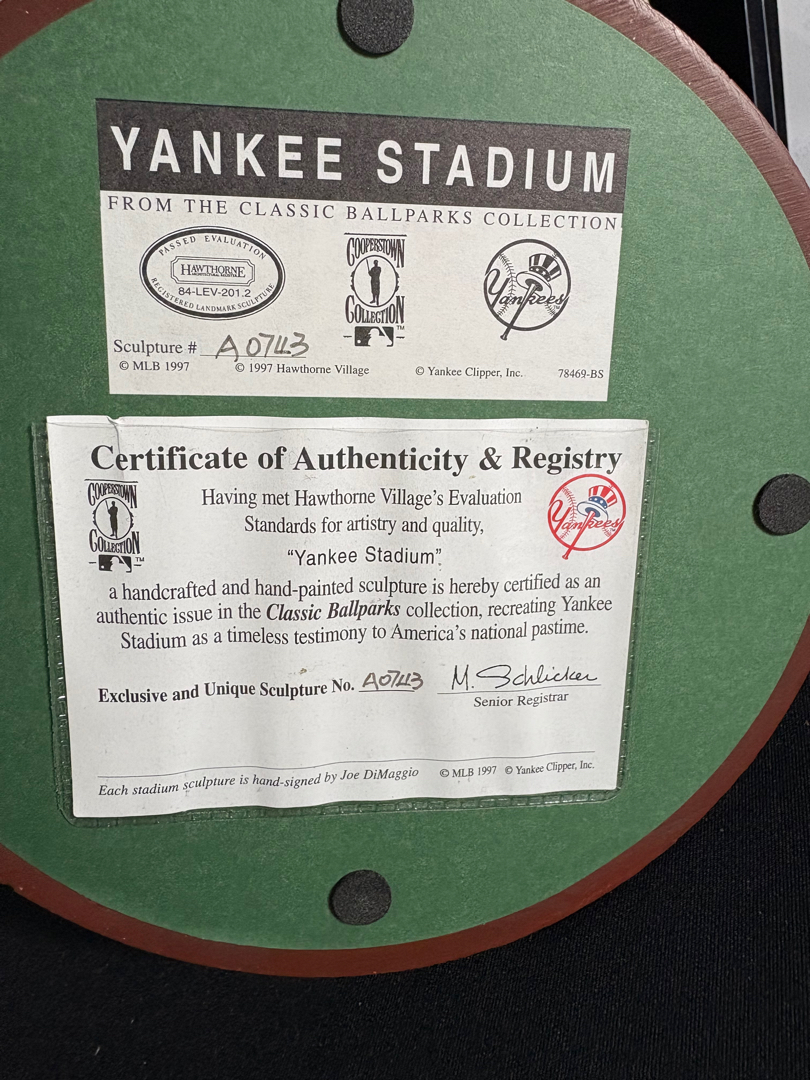 YANKEE STADIUM
FROM THE CLASSIC BALLPARKS COLLECTION
PASSED EVALUATION
HAWTHORNE
84-LEV-201.2
REGISTERED LANDMARK SCULPTURE
COOPERSTOWN
COLLECTION
TM
Yankees
Sculpture # A 0743
© MLB 1997 © 1997 Hawthorne Village © Yankee Clipper, Inc. 78469-BS
Certificate of Authenticity & Registry
COOPERSTOWN
COLLECTION
TM
Yankees
Having met Hawthorne Village's Evaluation
Standards for artistry and quality,
"Yankee Stadium".
a handcrafted and hand-painted sculpture is hereby certified as an
authentic issue in the Classic Ballparks collection, recreating Yankee
Stadium as a timeless testimony to America's national pastime.
Exclusive and Unique Sculpture No. A0743
M. Schlicker
Senior Registrar
Each stadium sculpture is hand-signed by Joe DiMaggio © MLB 1997 © Yankee Clipper, Inc.